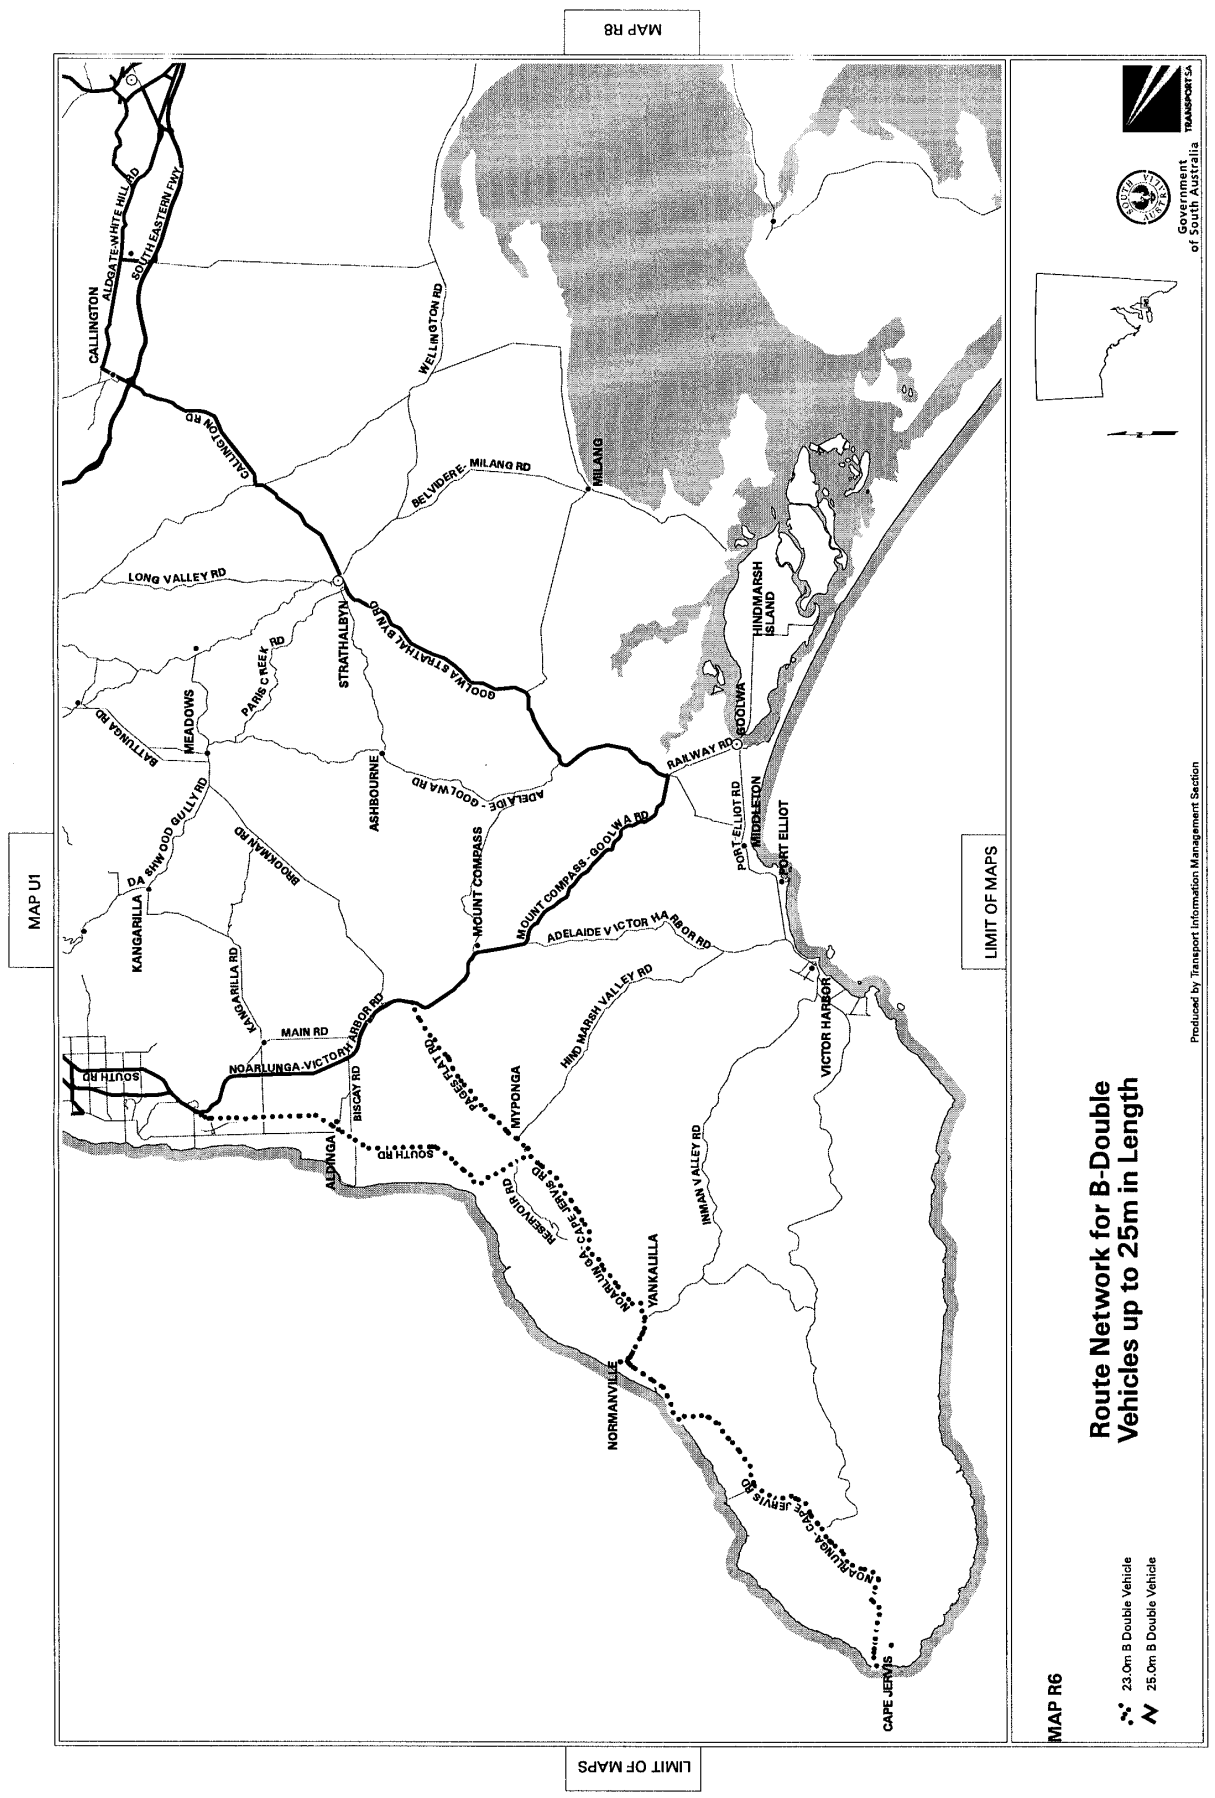 MAP R8
MAP U1
LIMIT OF MAPS
LIMIT OF MAPS
CALLINGTON
ALDGATE-WHITE HILL RD
SOUTH EASTERN FWY
CALLINGTON RD
WELLINGTON RD
BELVIDERE- MILANG RD
MILANG
LONG VALLEY RD
STRATHALBYN
GOOLWA STRATHALBYN RD
PARIS CREEK RD
MEADOWS
BATTUNGA RD
ASHBOURNE
ADELAIDE - GOOLWA RD
DASHWOOD GULLY RD
KANGARILLA
BROOKMAN RD
KANGARILLA RD
MOUNT COMPASS
MOUNT COMPASS - GOOLWA RD
RAILWAY RD
GOOLWA
HINDMARSH
ISLAND
PORT ELLIOT RD
MIDDLETON
PORT ELLIOT
ADELAIDE VICTOR HARBOR RD
HIND MARSH VALLEY RD
VICTOR HARBOR
MAIN RD
NOARLUNGA-VICTORH ARBOR RD
SOUTH RD
BISCAY RD
ALDINGA
SOUTH RD
PAGES FLAT RD
MYPONGA
RESERVOIR RD
NOARLUNGA-CAPE JERVIS RD
INMAN VALLEY RD
YANKALILLA
NORMANVILLE
NOARLUNGA-CAPE JERVIS RD
CAPE JERVIS
MAP R6
23.0m B Double Vehicle
25.0m B Double Vehicle
Route Network for B-Double
Vehicles up to 25m in Length
Produced by Transport Information Management Section
N
SOUTH AUSTRALIA
Government
of South Australia
TRANSPORT SA